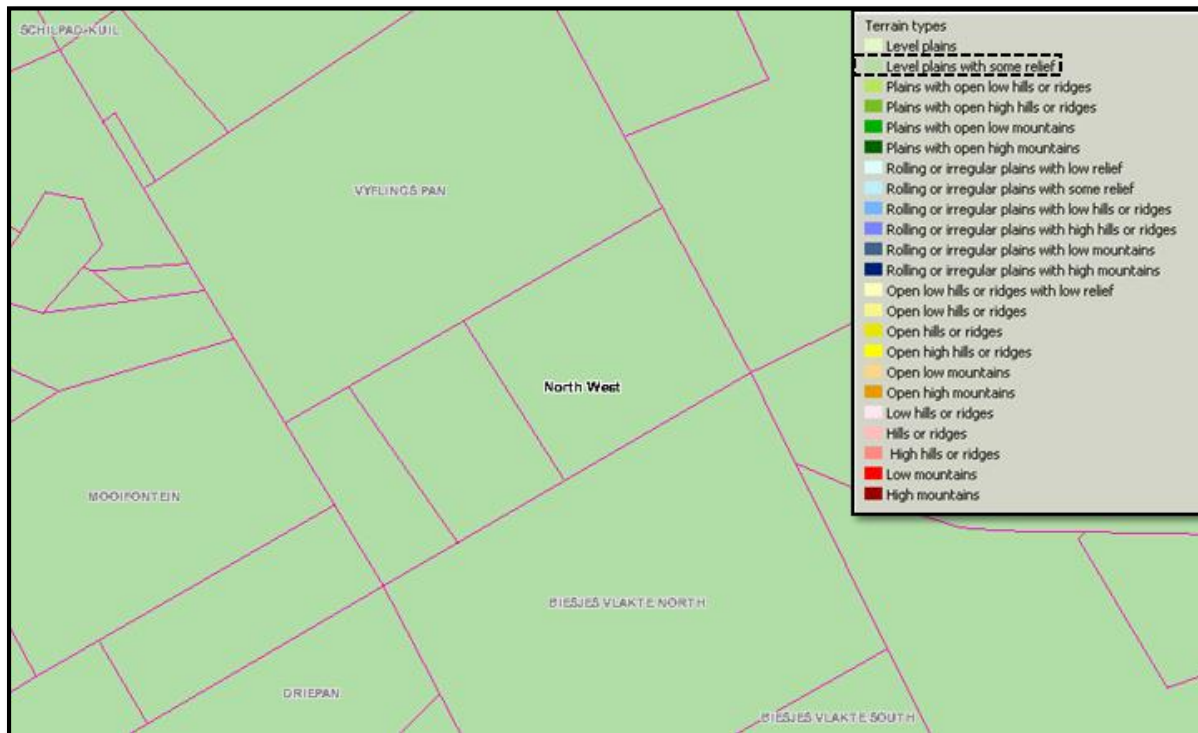 SCHILPAD-KUIL
VYFLINGS PAN
North West
MOOIFONTEIN
BIESJES VLAKTE NORTH
DRIEPAN
BIESJES VLAKTE SOUTH
Terrain types
Level plains
Level plains with some relief
Plains with open low hills or ridges
Plains with open high hills or ridges
Plains with open low mountains
Plains with open high mountains
Rolling or irregular plains with low relief
Rolling or irregular plains with some relief
Rolling or irregular plains with low hills or ridges
Rolling or irregular plains with high hills or ridges
Rolling or irregular plains with low mountains
Rolling or irregular plains with high mountains
Open low hills or ridges with low relief
Open low hills or ridges
Open hills or ridges
Open high hills or ridges
Open low mountains
Open high mountains
Low hills or ridges
Hills or ridges
High hills or ridges
Low mountains
High mountains